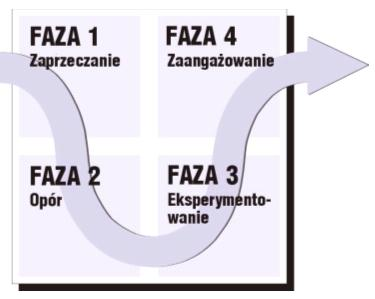 FAZA 1
Zaprzeczanie
FAZA 2
Opór
FAZA 3
Eksperymento-
wanie
FAZA 4
Zaangażowanie